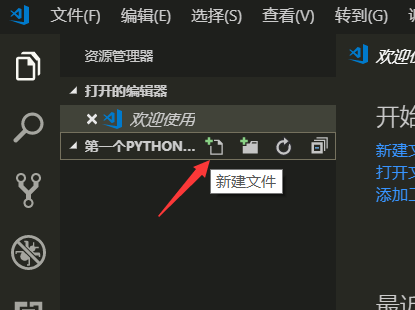 文件(F) 编辑(E) 选择(S) 查看(V) 转到(G)
资源管理器
打开的编辑器
欢迎使用
第一个PYTHON...
新建文件
欢迎使
开始
新建文
打开文
添加工
最近